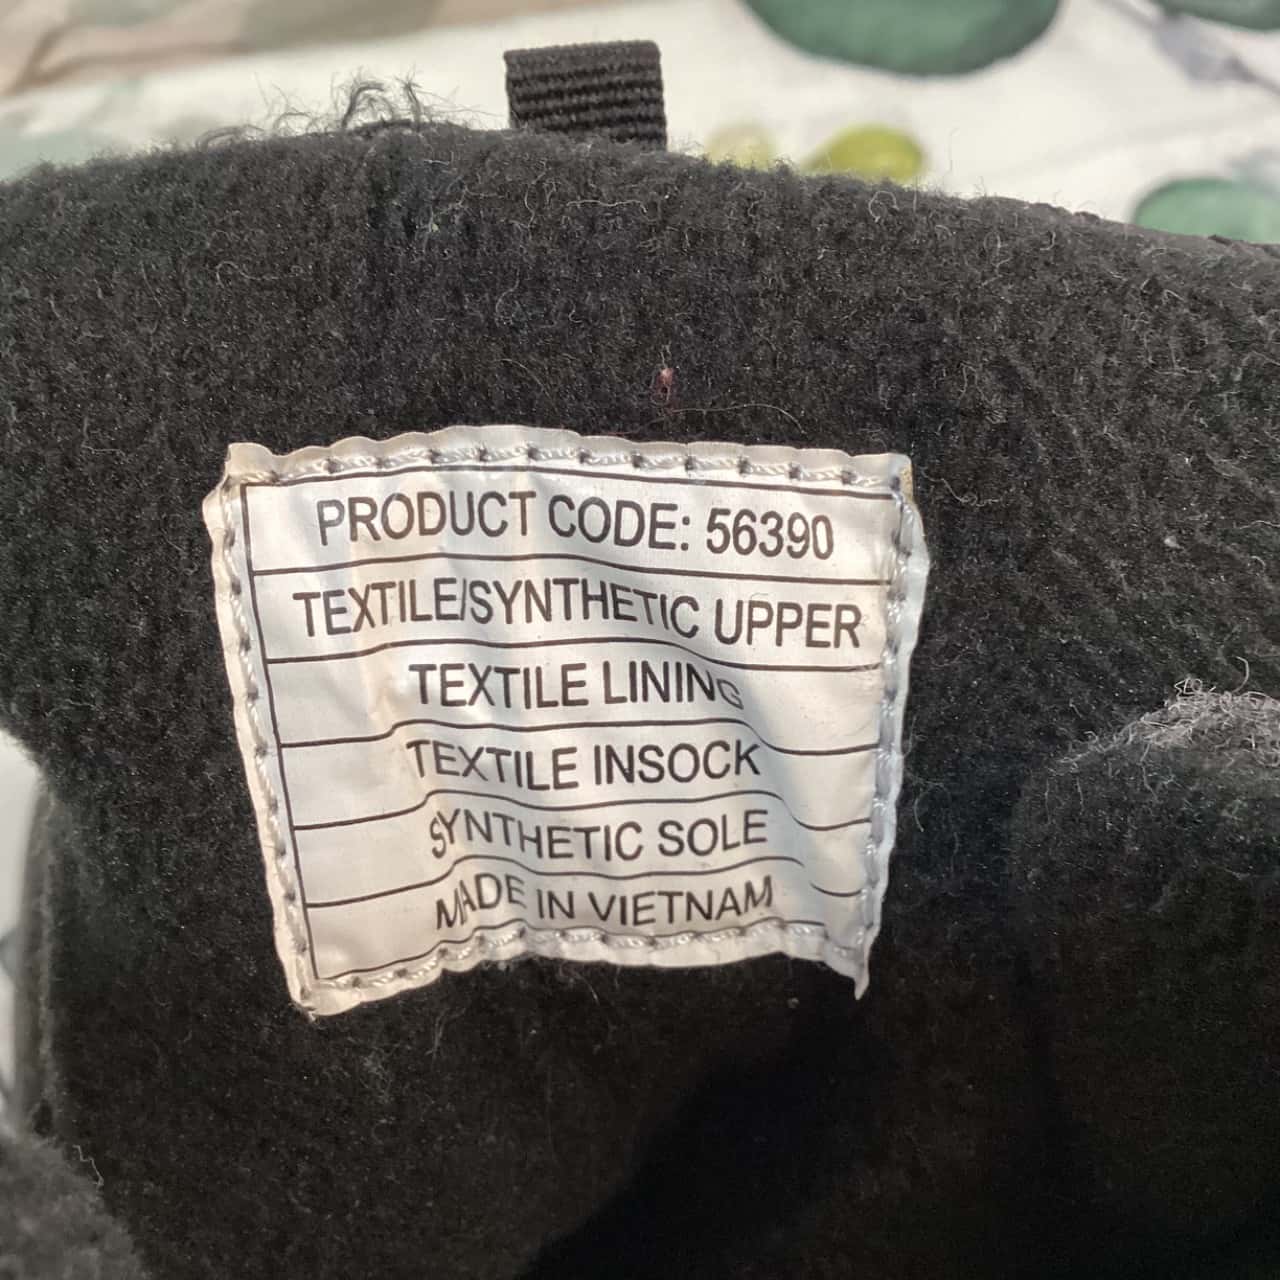 PRODUCT CODE: 56390
TEXTILE/SYNTHETIC UPPER
TEXTILE LINING
TEXTILE INSOCK
SYNTHETIC SOLE
MADE IN VIETNAM